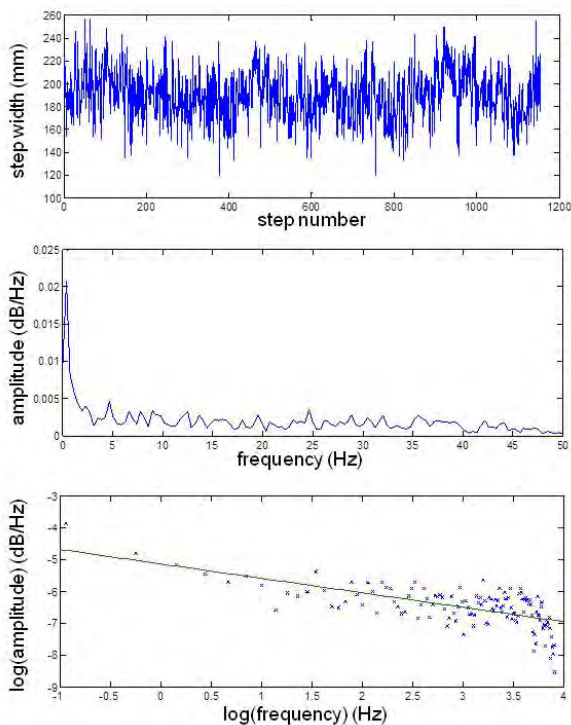 260
240
220
200
180
160
140
120
100
step width (mm)
0 200 400 600 800 1000 1200
step number
0.025
0.02
0.015
0.01
0.005
0
amplitude (dB/Hz)
0 5 10 15 20 25 30 35 40 45 50
frequency (Hz)
-3
-4
-5
-6
-7
-8
-9
log(amplitude) (dB/Hz)
-1 -0.5 0 0.5 1 1.5 2 2.5 3 3.5 4
log(frequency) (Hz)